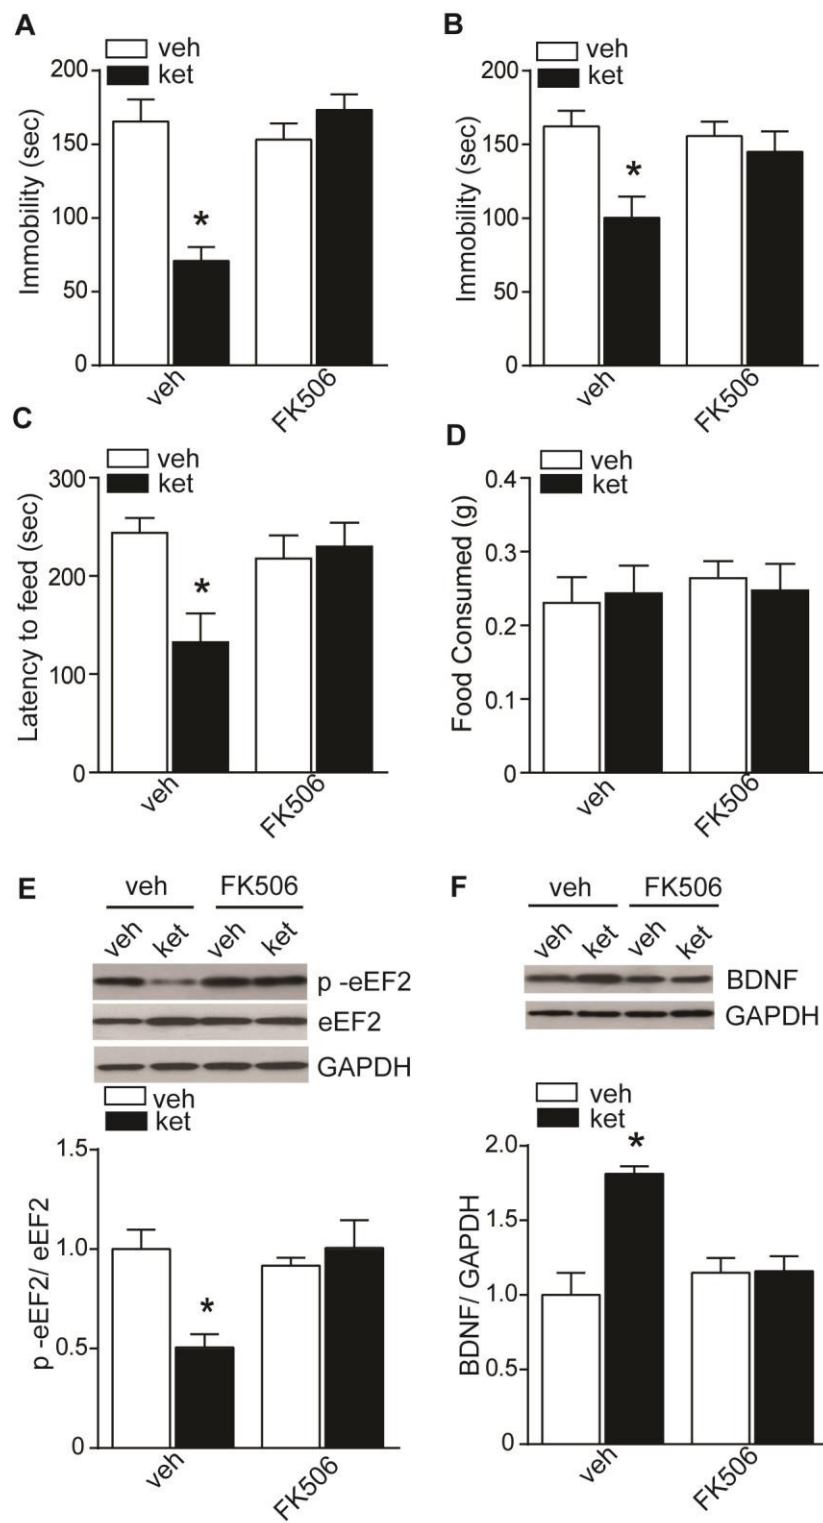 A
veh
ket
Immobility (sec)
200
150
100
50
0
*
veh
FK506
B
veh
ket
Immobility (sec)
200
150
100
50
0
*
veh
FK506
C
veh
ket
Latency to feed (sec)
300
200
100
0
*
veh
FK506
D
veh
ket
Food Consumed (g)
0.4
0.3
0.2
0.1
0
veh
FK506
E
veh FK506
veh ket veh ket
p -eEF2
eEF2
GAPDH
veh
ket
p -eEF2/ eEF2
1.5
1.0
0.5
0
*
veh
FK506
F
veh FK506
veh ket veh ket
BDNF
GAPDH
veh
ket
BDNF/ GAPDH
2.0
1.5
1.0
0.5
0
*
veh
FK506